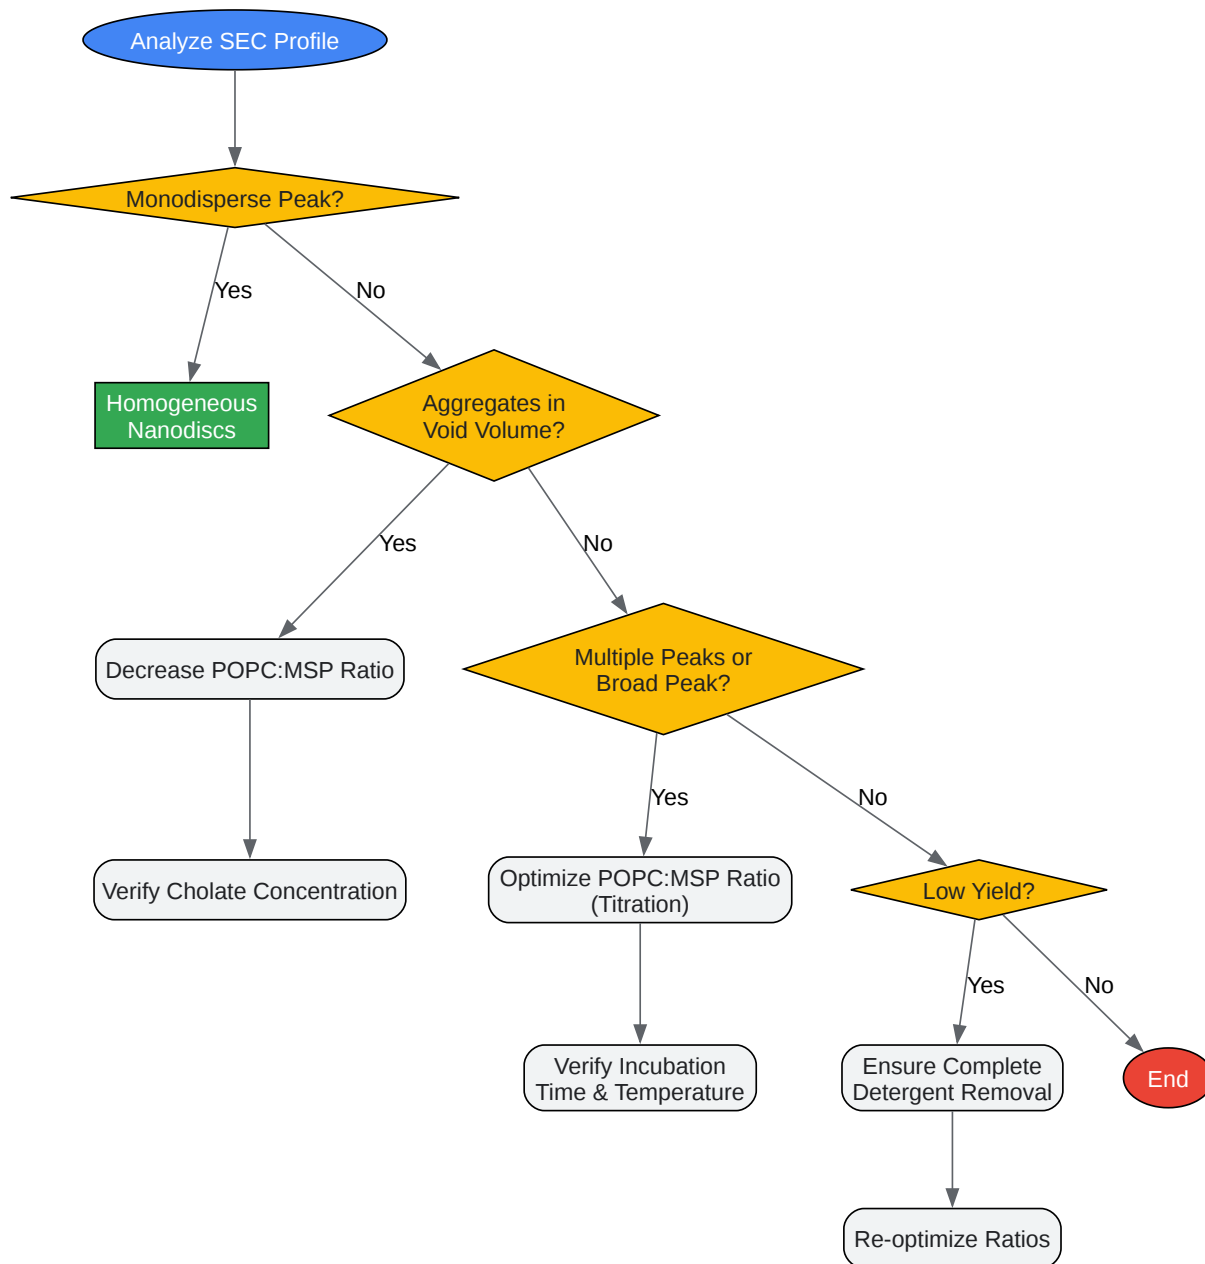 Analyze SEC Profile
Monodisperse Peak?
Yes
No
Homogeneous
Nanodiscs
Aggregates in
Void Volume?
Yes
No
Decrease POPC:MSP Ratio
Multiple Peaks or
Broad Peak?
Yes
No
Verify Cholate Concentration
Optimize POPC:MSP Ratio
(Titration)
Low Yield?
Yes
No
Verify Incubation
Time & Temperature
Ensure Complete
Detergent Removal
End
Re-optimize Ratios